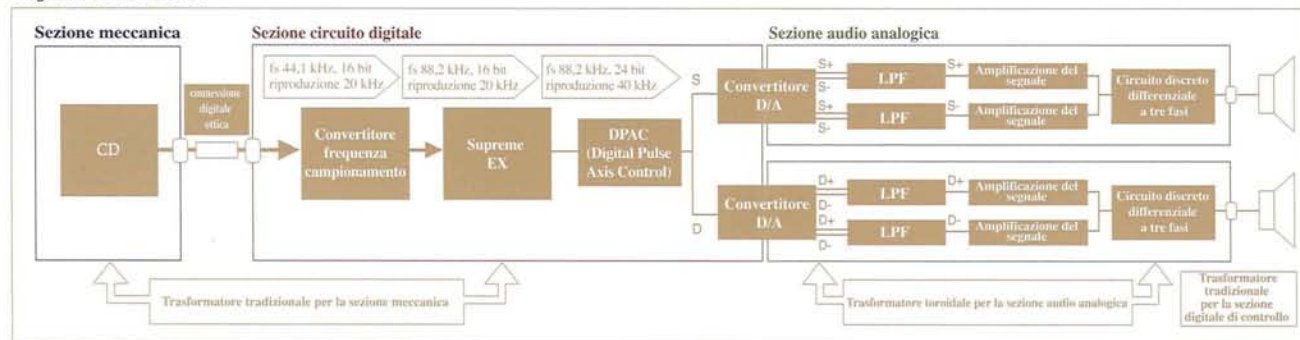 Sezione meccanica
Sezione circuito digitale
Sezione audio analogica
fs 44,1 kHz, 16 bit
riproduzione 20 kHz
fs 88,2 kHz, 16 bit
riproduzione 20 kHz
fs 88,2 kHz, 24 bit
riproduzione 40 kHz
connessione
digitale
ottica
CD
Convertitore
frequenza
campionamento
Supreme
EX
DPAC
(Digital Pulse
Axis Control)
S
D
Convertitore
D/A
S+
S-
S+
S-
LPF
LPF
S+
S-
Amplificazione del
segnale
Amplificazione del
segnale
Circuito discreto
differenziale
a tre fasi
Convertitore
D/A
D+
D-
D+
D-
LPF
LPF
D+
D-
Amplificazione del
segnale
Amplificazione del
segnale
Circuito discreto
differenziale
a tre fasi
Trasformatore tradizionale per la sezione meccanica
Trasformatore toroidale per la sezione audio analogica
Trasformatore
tradizionale
per la sezione
digitale di controllo